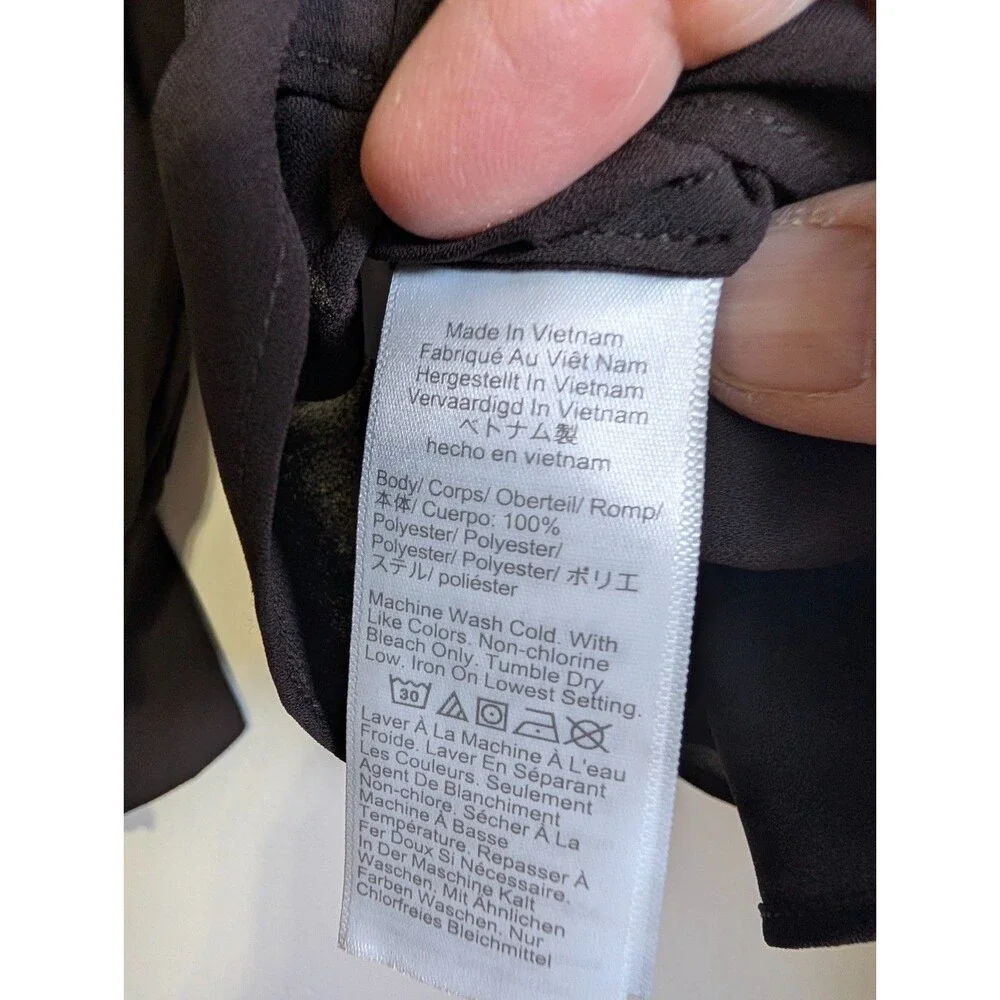 Made In Vietnam
Fabriqué Au Viêt Nam
Hergestellt In Vietnam
Vervaardigd In Vietnam
ベトナム製
hecho en vietnam
Body/ Corps/ Oberteil/ Romp/
本体/ Cuerpo: 100%
Polyester/ Polyester/
Polyester/ Polyester/ ポリエ
ステル/ poliéster
Machine Wash Cold. With
Like Colors. Non-chlorine
Bleach Only. Tumble Dry
Low. Iron On Lowest Setting.
30
Laver À La Machine À L'eau
Froide. Laver En Séparant
Les Couleurs. Seulement
Agent De Blanchiment
Non-chlore. Sécher À La
Machine À Basse
Température. Repasser À
Fer Doux Si Nécessaire.
In Der Maschine Kalt
Waschen. Mit Ähnlichen
Farben Waschen. Nur
Chlorfreies Bleichmittel